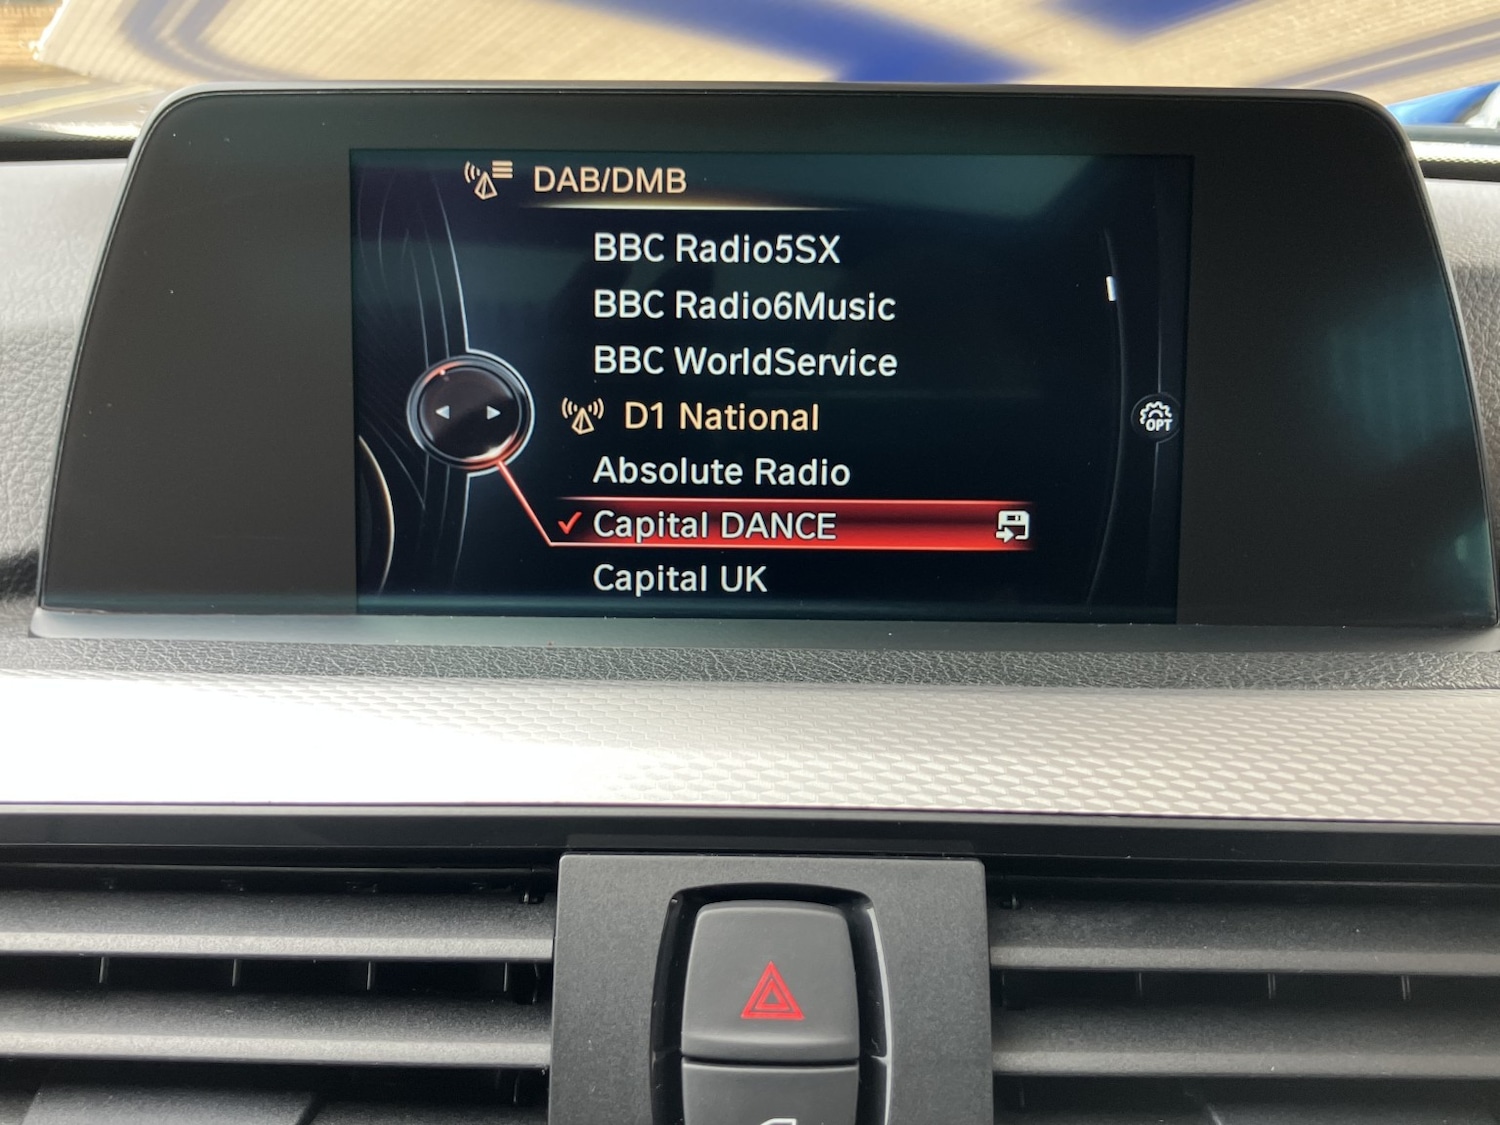 DAB/DMB
BBC Radio5SX
BBC Radio6Music
BBC WorldService
D1 National
Absolute Radio
Capital DANCE
Capital UK
OPT